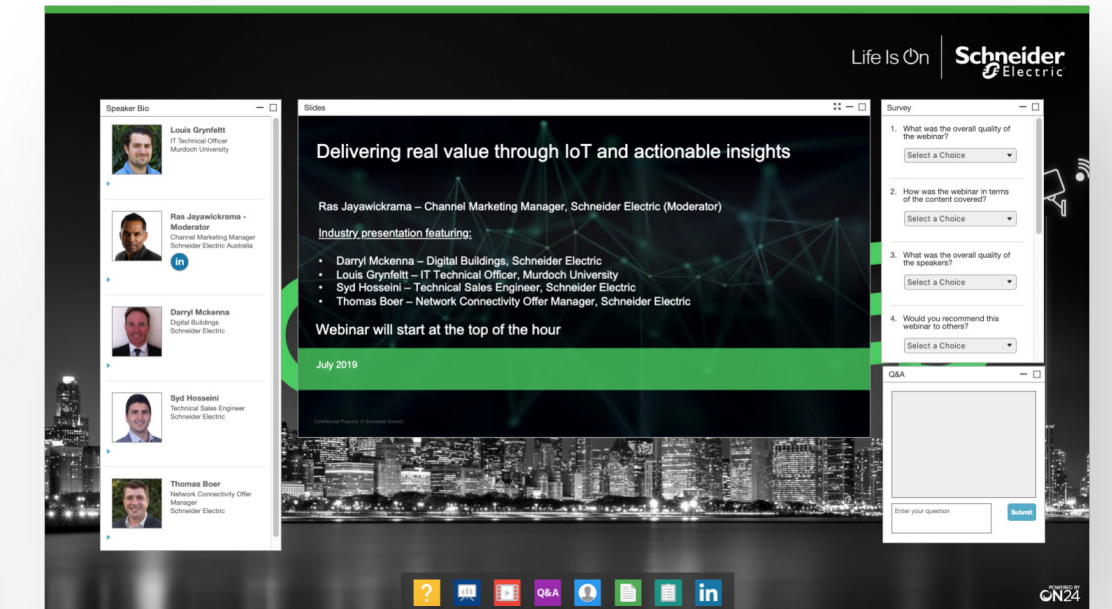 Life Is On
Schneider
Electric
Speaker Bio
Louis Grynfeltt
IT Technical Officer
Murdoch University
Ras Jayawickrama -
Moderator
Channel Marketing Manager
Schneider Electric Australia
in
Darryl Mckenna
Digital Buildings
Schneider Electric
Syd Hosseini
Technical Sales Engineer
Schneider Electric
Thomas Boer
Network Connectivity Offer
Manager
Schneider Electric
Slides
Delivering real value through IoT and actionable insights
Ras Jayawickrama – Channel Marketing Manager, Schneider Electric (Moderator)
Industry presentation featuring:
• Darryl Mckenna – Digital Buildings, Schneider Electric
• Louis Grynfeltt – IT Technical Officer, Murdoch University
• Syd Hosseini – Technical Sales Engineer, Schneider Electric
• Thomas Boer – Network Connectivity Offer Manager, Schneider Electric
Webinar will start at the top of the hour
July 2019
Confidential Property of Schneider Electric
Survey
1. What was the overall quality of
the webinar?
Select a Choice
2. How was the webinar in terms
of the content covered?
Select a Choice
3. What was the overall quality of
the speakers?
Select a Choice
4. Would you recommend this
webinar to others?
Select a Choice
Q&A
Enter your question
Submit
?
Q&A
in
POWERED BY
ON24